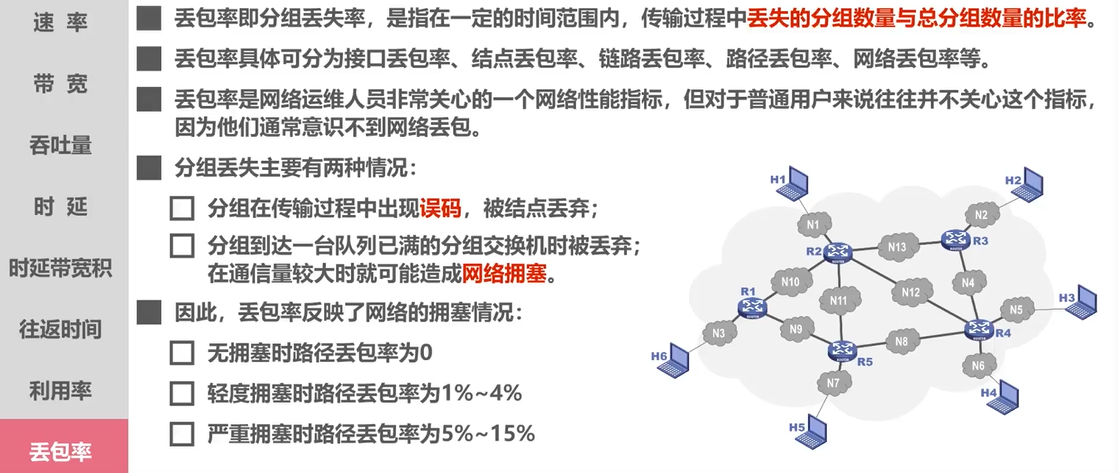 速 率
带 宽
吞吐量
时 延
时延带宽积
往返时间
利用率
丢包率
丢包率即分组丢失率，是指在一定的时间范围内，传输过程中丢失的分组数量与总分组数量的比率。
丢包率具体可分为接口丢包率、结点丢包率、链路丢包率、路径丢包率、网络丢包率等。
丢包率是网络运维人员非常关心的一个网络性能指标，但对于普通用户来说往往并不关心这个指标，
因为他们通常意识不到网络丢包。
分组丢失主要有两种情况：
分组在传输过程中出现误码，被结点丢弃；
分组到达一台队列已满的分组交换机时被丢弃；
在通信量较大时就可能造成网络拥塞。
因此，丢包率反映了网络的拥塞情况：
无拥塞时路径丢包率为0
轻度拥塞时路径丢包率为1%~4%
严重拥塞时路径丢包率为5%~15%
H1
H2
N1
N2
R2
N13
R3
R1
N10
N11
N12
N4
H3
N5
N3
N9
N8
R4
H6
R5
N6
N7
H4
H5